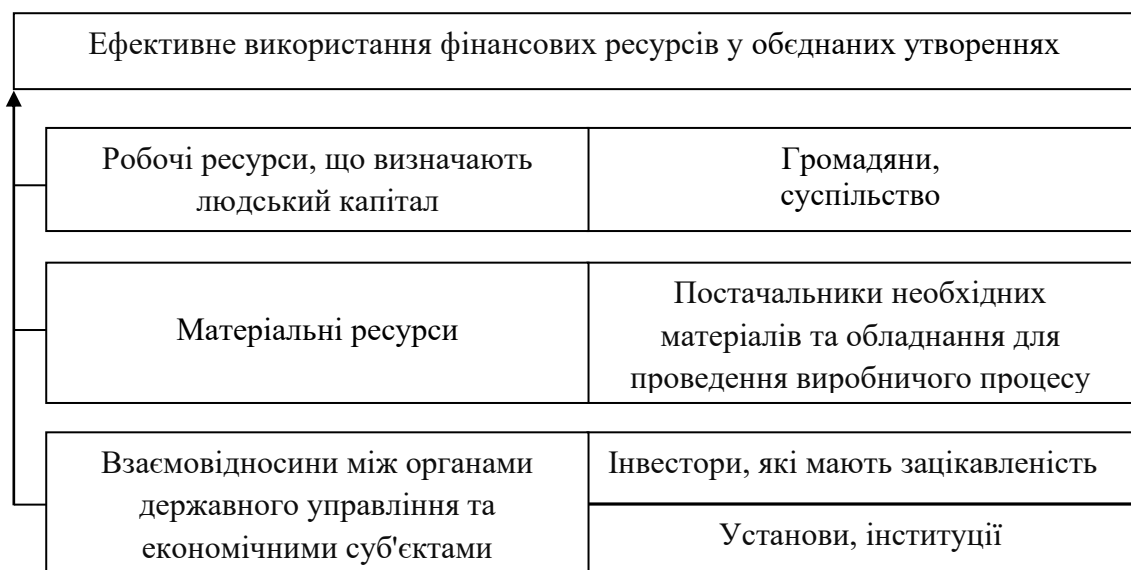 Ефективне використання фінансових ресурсів у обєднаних утвореннях
Робочі ресурси, що визначають
людський капітал
Громадяни,
суспільство
Матеріальні ресурси
Постачальники необхідних
матеріалів та обладнання для
проведення виробничого процесу
Взаємовідносини між органами
державного управління та
економічними суб'єктами
Інвестори, які мають зацікавленість
Установи, інституції